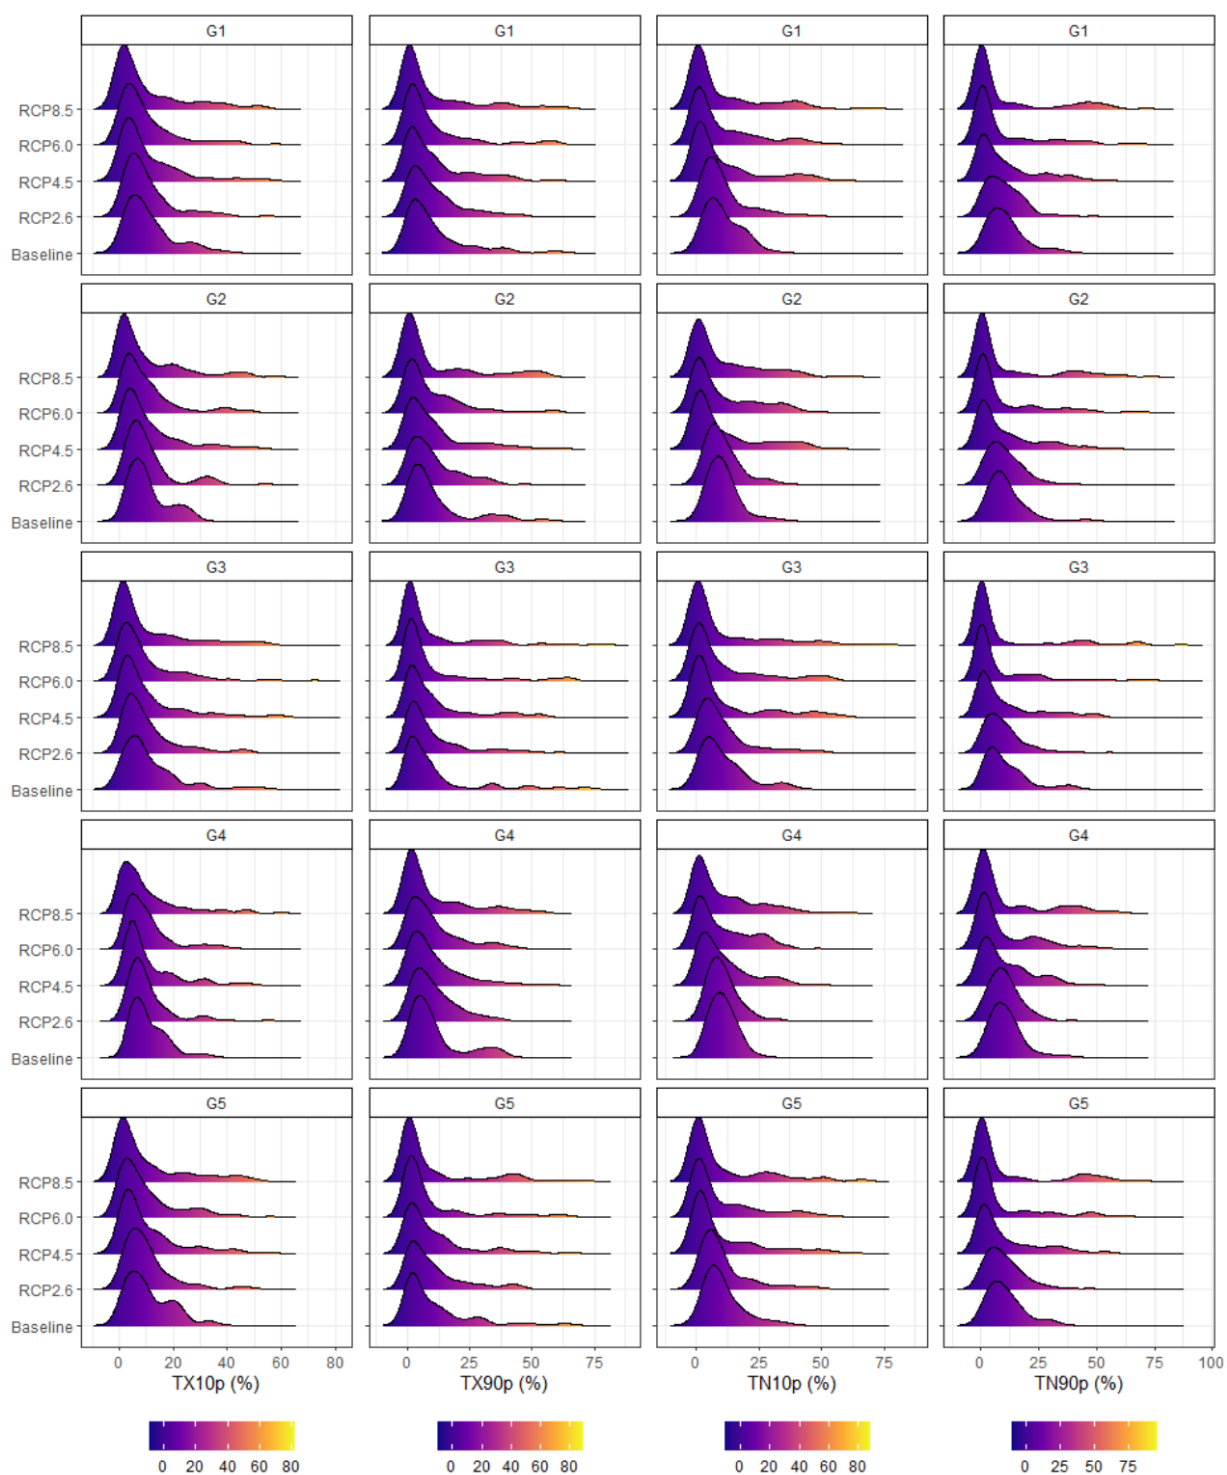 G1 G1 G1 G1
RCP8.5
RCP6.0
RCP4.5
RCP2.6
Baseline
G2 G2 G2 G2
RCP8.5
RCP6.0
RCP4.5
RCP2.6
Baseline
G3 G3 G3 G3
RCP8.5
RCP6.0
RCP4.5
RCP2.6
Baseline
G4 G4 G4 G4
RCP8.5
RCP6.0
RCP4.5
RCP2.6
Baseline
G5 G5 G5 G5
RCP8.5
RCP6.0
RCP4.5
RCP2.6
Baseline
0 20 40 60 80 0 25 50 75 0 25 50 75 0 25 50 75 100
TX10p (%) TX90p (%) TN10p (%) TN90p (%)
0 20 40 60 80 0 20 40 60 80 0 20 40 60 80 0 25 50 75